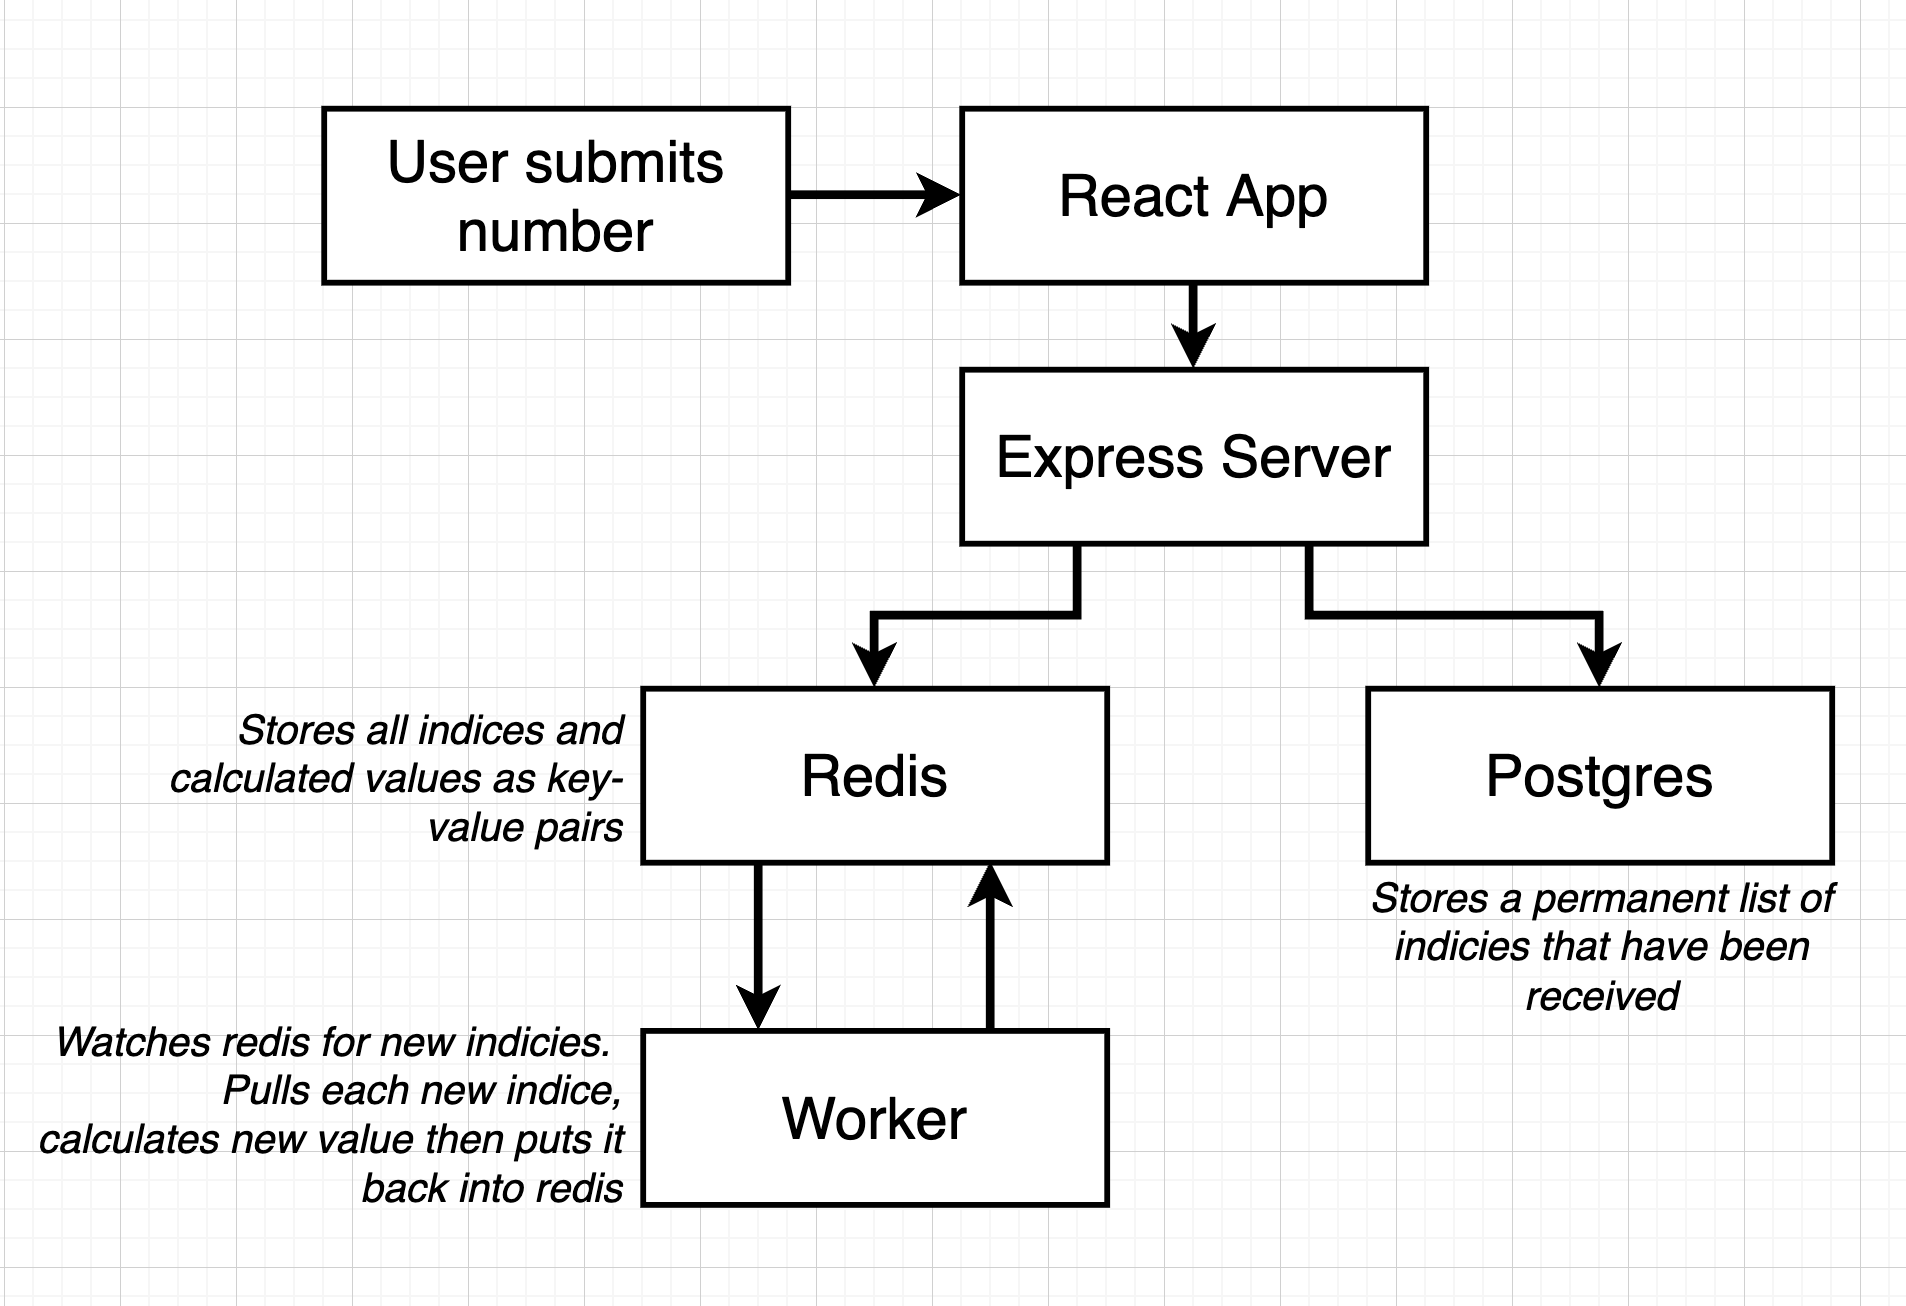 User submits
number
React App
Express Server
Stores all indices and
calculated values as key-
value pairs
Redis
Postgres
Stores a permanent list of
indicies that have been
received
Watches redis for new indicies.
Pulls each new indice,
calculates new value then puts it
back into redis
Worker